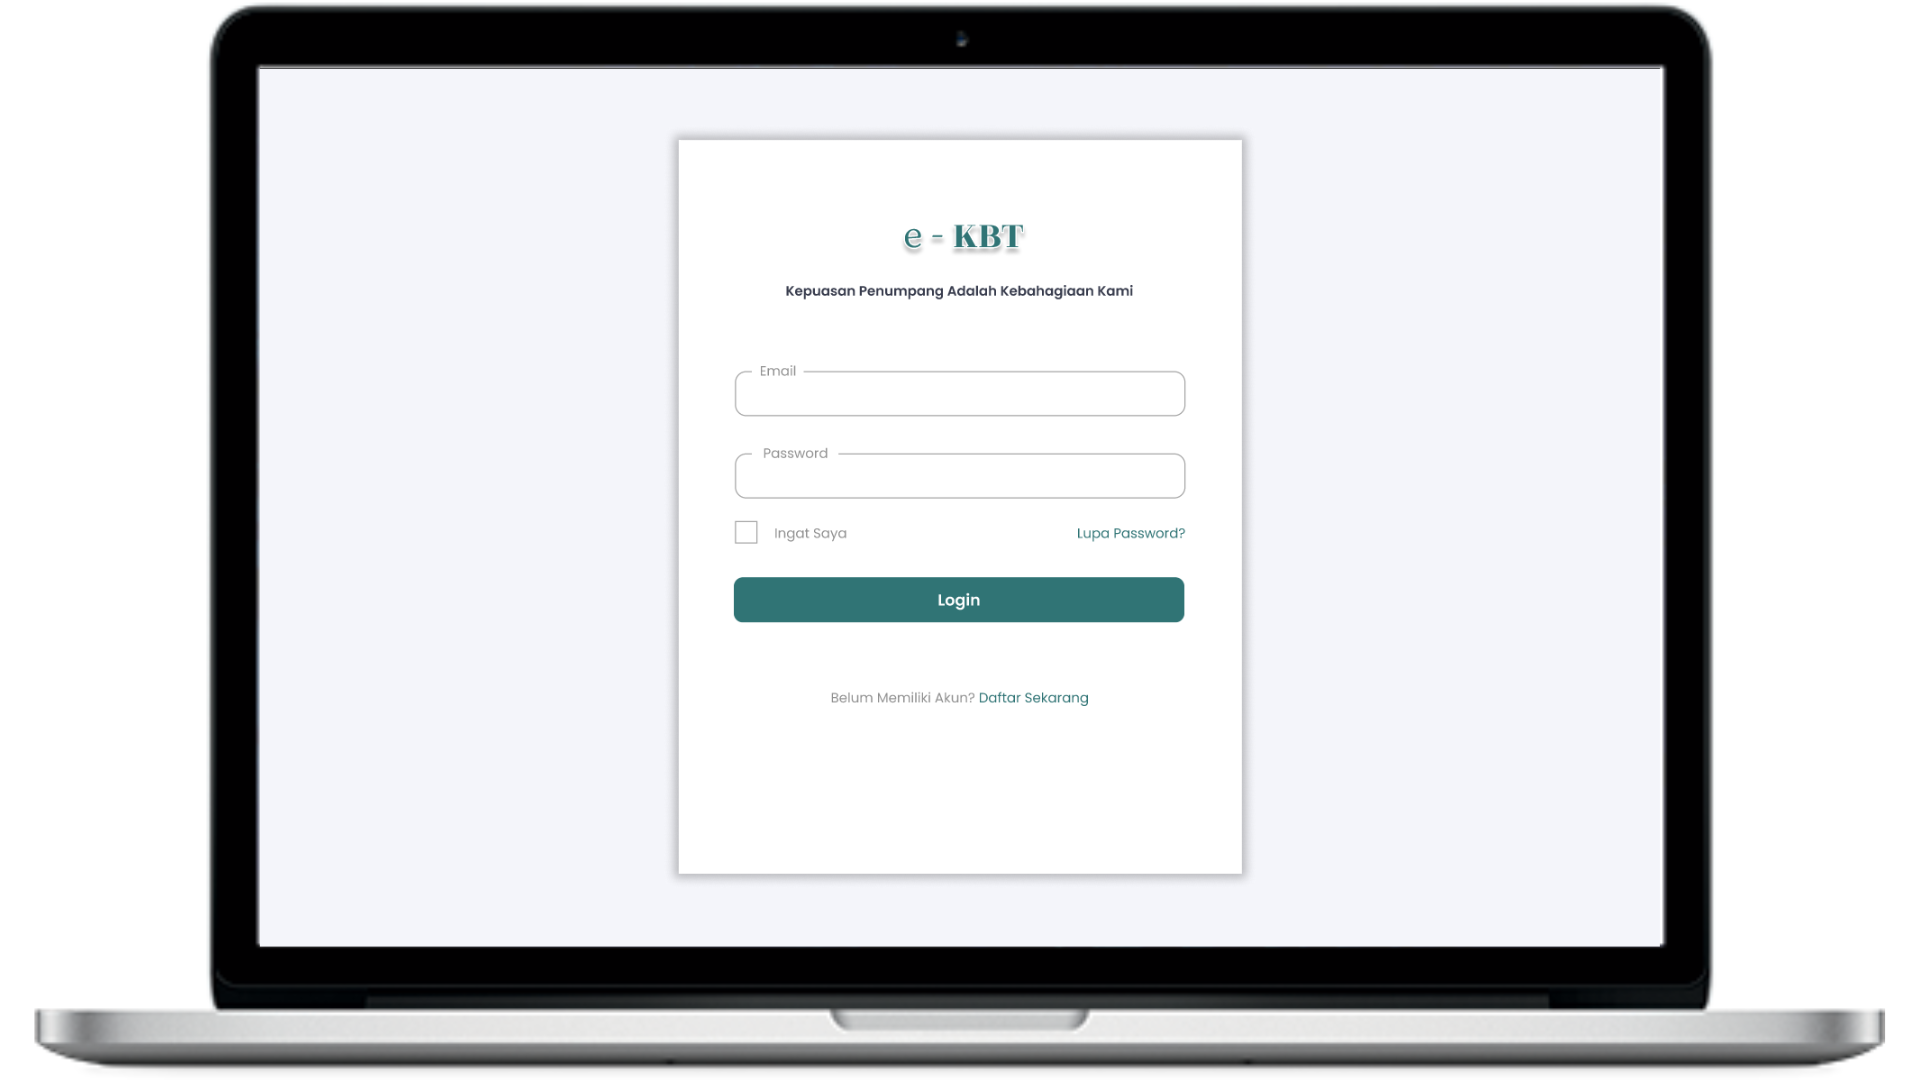 e - KBT
Kepuasan Penumpang Adalah Kebahagiaan Kami
Email
Password
Ingat Saya
Lupa Password?
Login
Belum Memiliki Akun? Daftar Sekarang